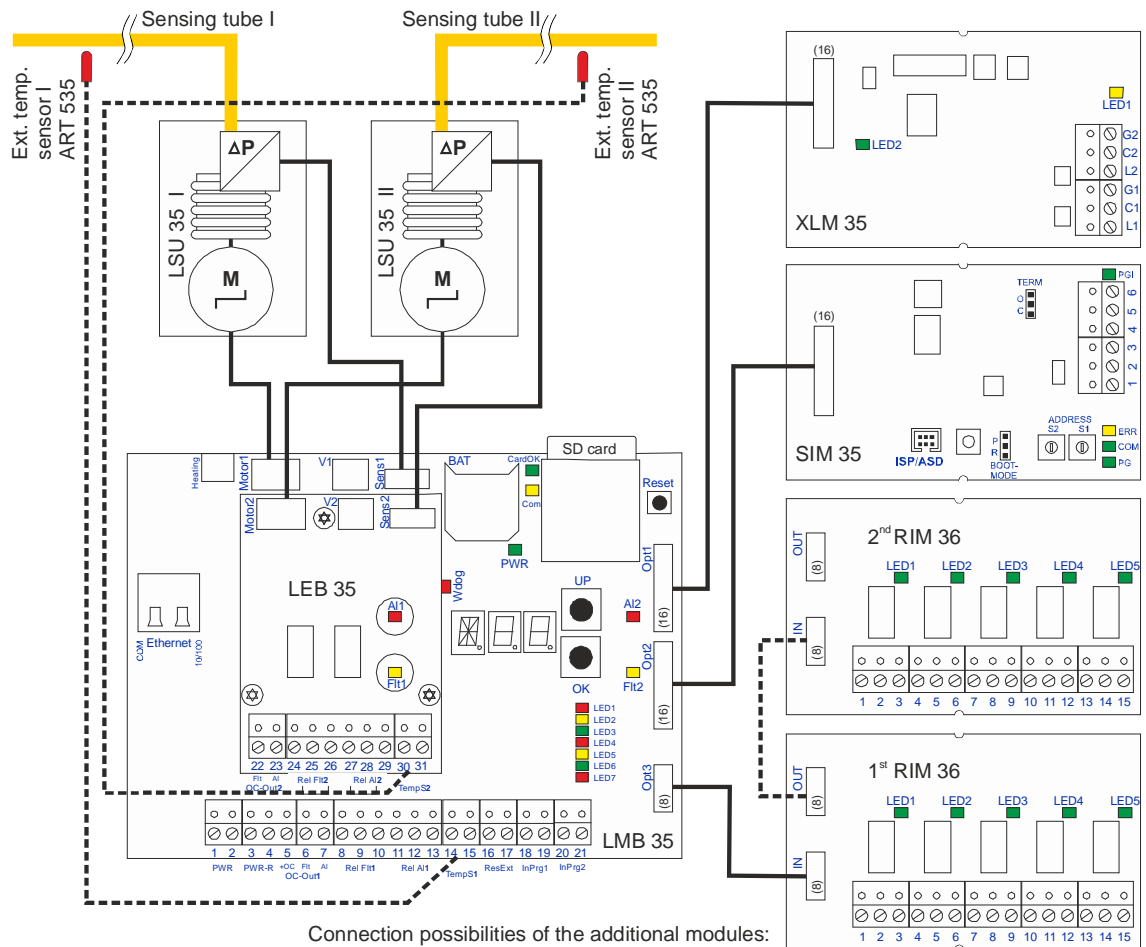 Sensing tube I
Sensing tube II
Ext. temp.
sensor I
ART 535
Ext. temp.
sensor II
ART 535
ΔP
ΔP
LSU 35 I
LSU 35 II
M
M
(16)
LED1
LED2
G2
C2
L2
G1
C1
L1
XLM 35
(16)
TERM
O
C
PGI
6
5
4
3
2
1
ADDRESS
S2 S1
ERR
COM
PG
ISP/ASD
P
R
BOOT-
MODE
SIM 35
Heating
Motor1
V1
Sens1
BAT
CardOK
Com
SD card
Reset
Motor2
V2
Sens2
PWR
Opt1
(16)
LEB 35
Wdog
UP
Al1
Al2
COM
Ethernet
10/100
Flt1
OK
Flt2
Opt2
(16)
LED1
LED2
LED3
LED4
LED5
LED6
LED7
22 23 24 25 26 27 28 29 30 31
Flt Al
OC-Out2
Rel Flt2
Rel Al2
TempS2
Opt3
(8)
LMB 35
1 2 3 4 5 6 7 8 9 10 11 12 13 14 15 16 17 18 19 20 21
PWR PWR-R +OC Flt Al
OC-Out1
Rel Flt1
Rel Al1
TempS1
ResExt
InPrg1
InPrg2
OUT
(8)
2nd RIM 36
LED1 LED2 LED3 LED4 LED5
IN
(8)
1 2 3 4 5 6 7 8 9 10 11 12 13 14 15
OUT
(8)
1st RIM 36
LED1 LED2 LED3 LED4 LED5
IN
(8)
1 2 3 4 5 6 7 8 9 10 11 12 13 14 15
Connection possibilities of the additional modules: